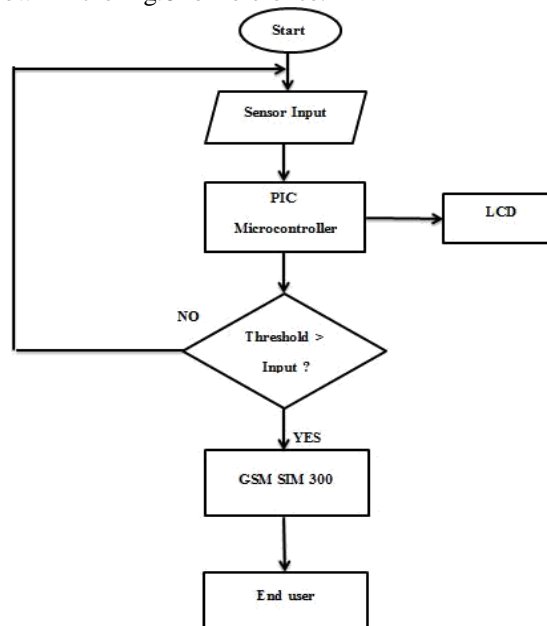 Start
Sensor Input
PIC
Microcontroller
LCD
NO
Threshold >
Input ?
YES
GSM SIM 300
End user